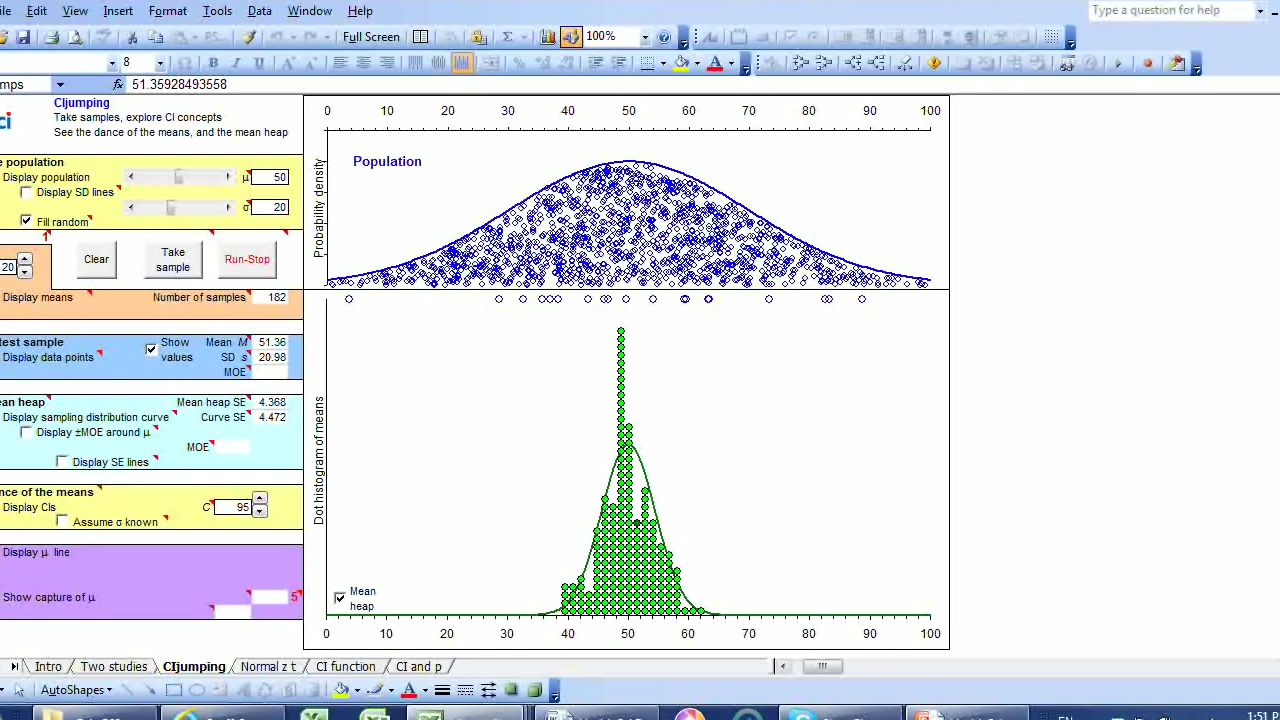 Edit View Insert Format Tools Data Window Help
Type a question for help
Full Screen 100%
8 B I U
mps fx 51.35928493558
CIjumping
Take samples, explore CI concepts
See the dance of the means, and the mean heap
ci
population
Display population μ 50
Display SD lines
σ 20
Fill random
Clear Take sample Run-Stop
20
Display means Number of samples 182
test sample Show values Mean M 51.36
Display data points SD s 20.98
MOE
an heap Mean heap SE 4.368
Display sampling distribution curve Curve SE 4.472
Display ±MOE around μ
MOE
Display SE lines
nce of the means
Display CIs C 95
Assume σ known
Display μ line
Show capture of μ 5
0 10 20 30 40 50 60 70 80 90 100
Population
Probability density
Dot histogram of means
Mean heap
0 10 20 30 40 50 60 70 80 90 100
Intro Two studies CIjumping Normal z t CI function CI and p
AutoShapes
EN 1:51 P